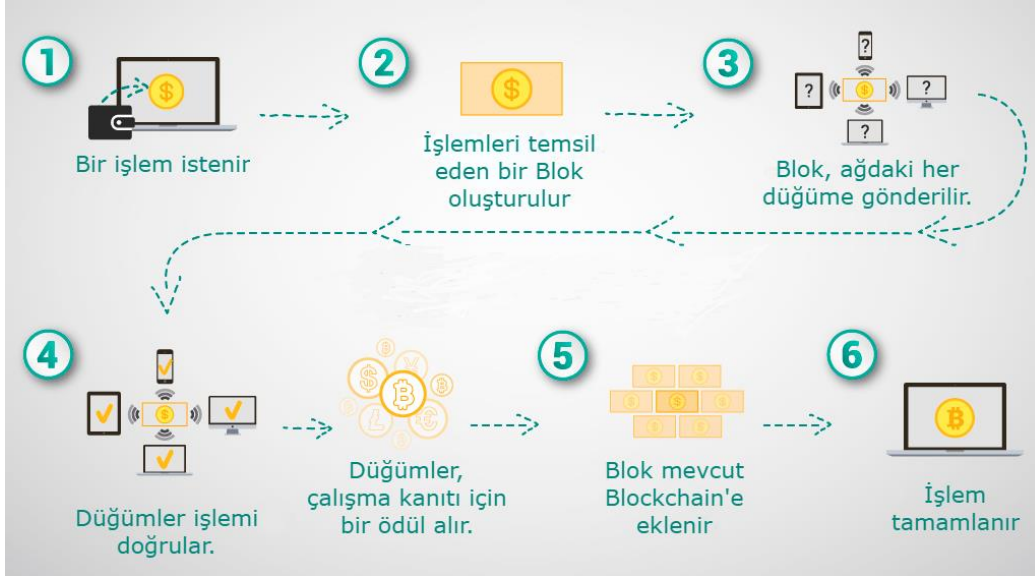 1
Bir işlem istenir
2
İşlemleri temsil
eden bir Blok
oluşturulur
3
Blok, ağdaki her
düğüme gönderilir.
4
Düğümler işlemi
doğrular.
Düğümler,
çalışma kanıtı için
bir ödül alır.
5
Blok mevcut
Blockchain'e
eklenir
6
İşlem
tamamlanır